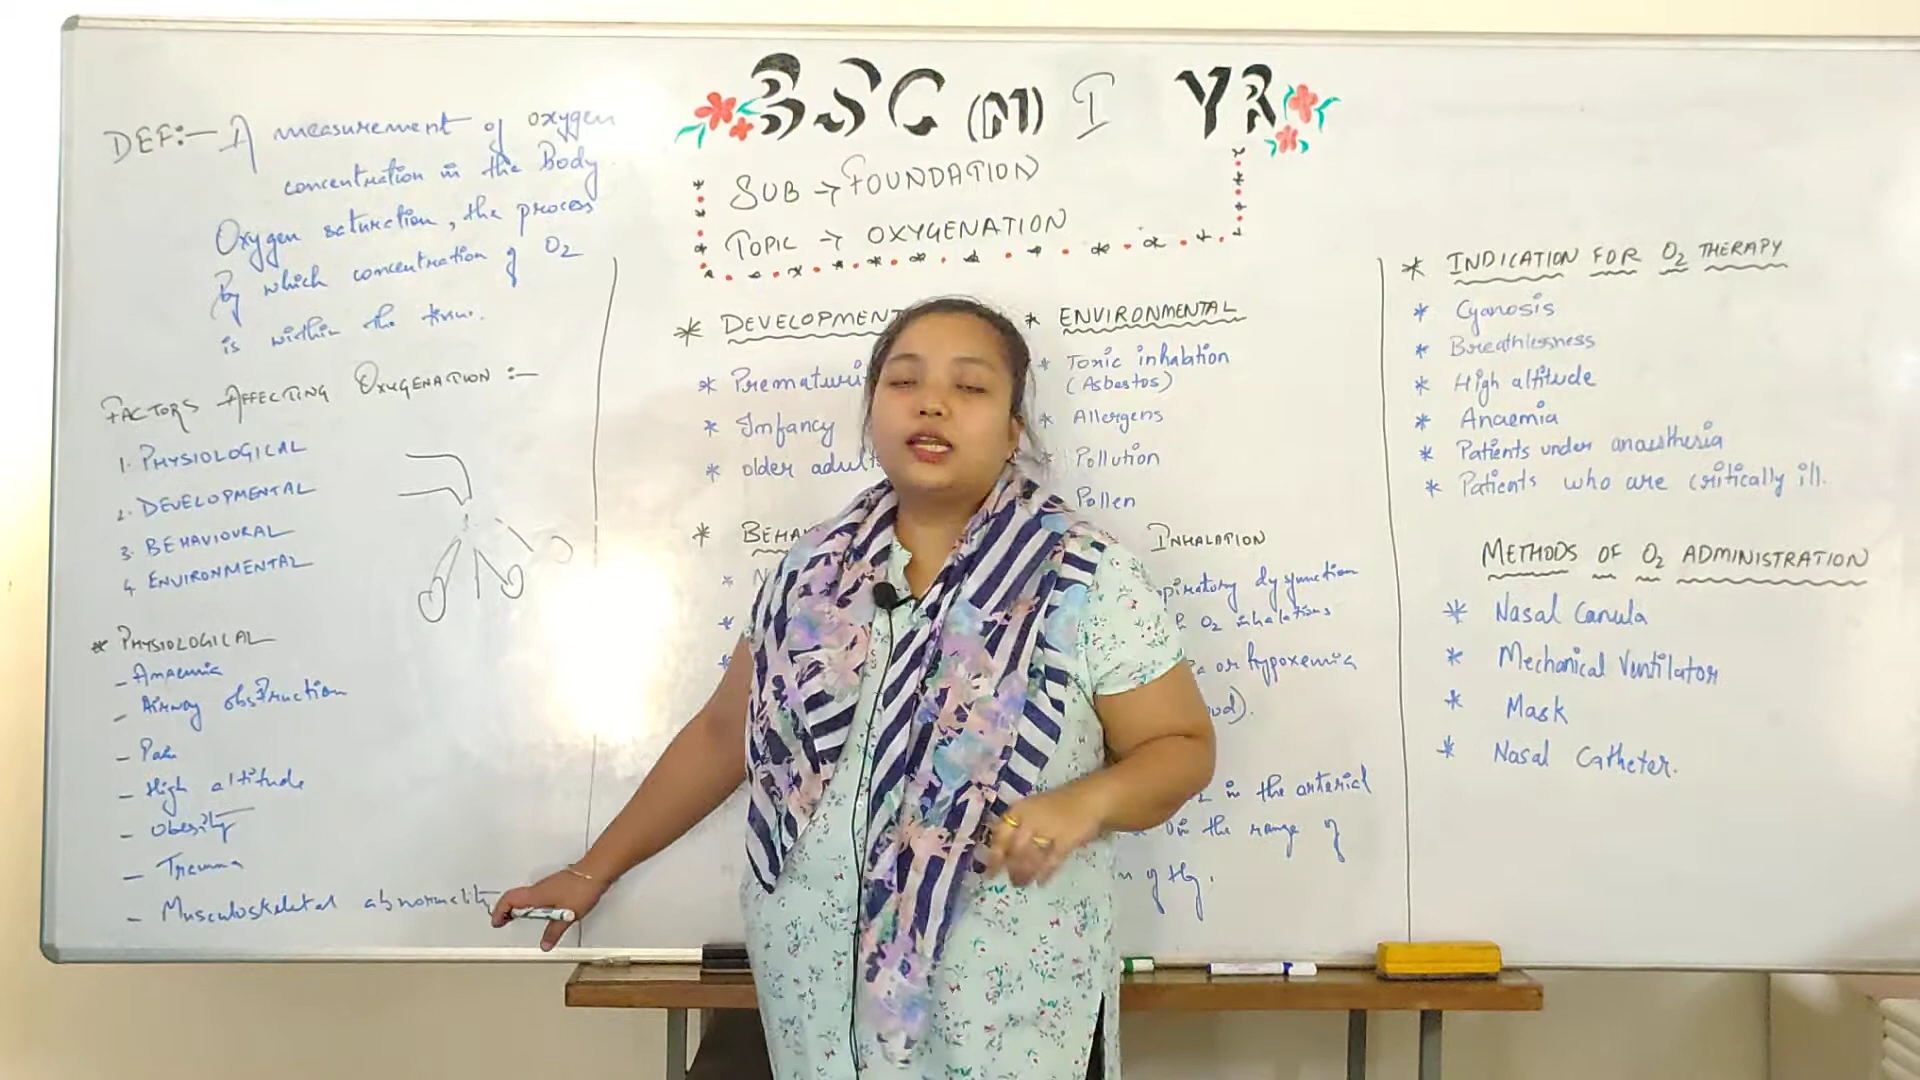 BSC (N) I YR
SUB → FOUNDATION
TOPIC → OXYGENATION
DEF:- A measurement of oxygen
concentration in the Body
Oxygen saturation, the process
By which concentration of O2
is within the tissue.
FACTORS AFFECTING OXYGENATION :-
1. PHYSIOLOGICAL
2. DEVELOPMENTAL
3. BEHAVIOURAL
4. ENVIRONMENTAL
* PHYSIOLOGICAL
- Anaemia
- Airway obstruction
- Pain
- High altitude
- Obesity
- Trauma
- Musculoskeletal abnormality
* DEVELOPMENT
* Prematuri
* Infancy
* older adult
* BEHA
* ENVIRONMENTAL
* Toxic inhalation
(Asbestos)
* Allergens
* Pollution
Pollen
INHALATION
piratory dysfunction
O2 inhalations
or hypoxemia
in the arterial
in the range of
of Hg.
* INDICATION FOR O2 THERAPY
* Cyanosis
* Breathlessness
* High altitude
* Anaemia
* Patients under anaesthesia
* Patients who are critically ill.
METHODS OF O2 ADMINISTRATION
* Nasal Canula
* Mechanical Ventilator
* Mask
* Nasal Catheter.